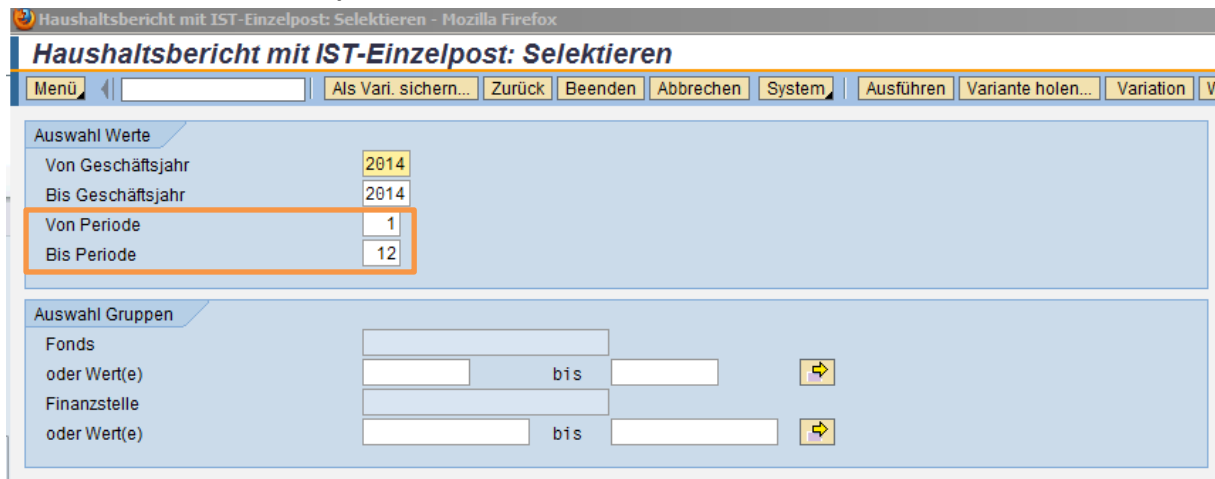 Haushaltsbericht mit IST-Einzelpost: Selektieren - Mozilla Firefox
Haushaltsbericht mit IST-Einzelpost: Selektieren
Menü Als Vari. sichern... Zurück Beenden Abbrechen System Ausführen Variante holen... Variation
Auswahl Werte
Von Geschäftsjahr 2014
Bis Geschäftsjahr 2014
Von Periode 1
Bis Periode 12
Auswahl Gruppen
Fonds
oder Wert(e) bis
Finanzstelle
oder Wert(e) bis